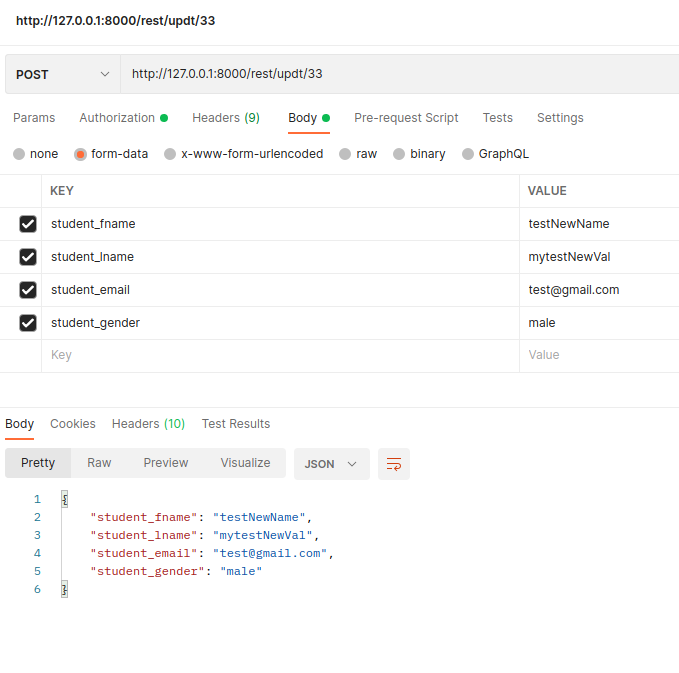 http://127.0.0.1:8000/rest/updt/33
POST http://127.0.0.1:8000/rest/updt/33
Params Authorization Headers (9) Body Pre-request Script Tests Settings
none form-data x-www-form-urlencoded raw binary GraphQL
KEY VALUE
student_fname testNewName
student_lname mytestNewVal
student_email test@gmail.com
student_gender male
Key Value
Body Cookies Headers (10) Test Results
Pretty Raw Preview Visualize JSON
1 {
2 "student_fname": "testNewName",
3 "student_lname": "mytestNewVal",
4 "student_email": "test@gmail.com",
5 "student_gender": "male"
6 }